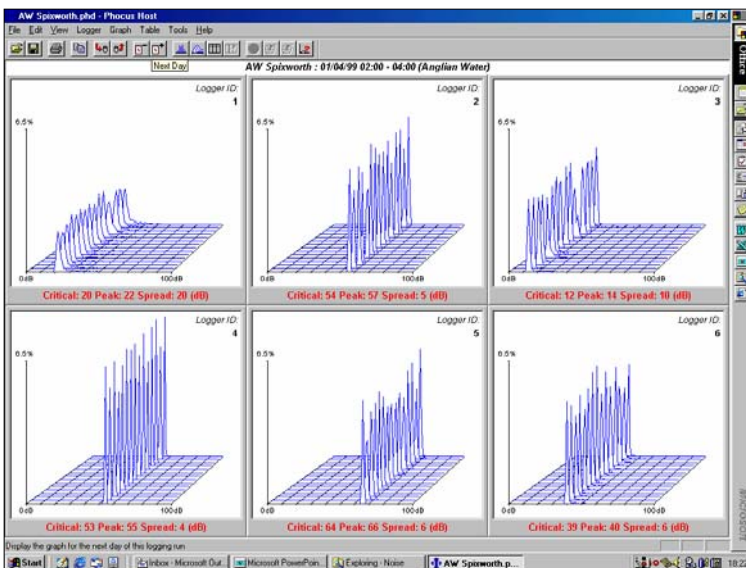 AW Spixworth.phd - Phocus Host
File Edit View Logger Graph Table Tools Help
Next Day
AW Spixworth : 01/04/99 02:00 - 04:00 (Anglian Water)
Office
Logger ID:
1
6.5%
0dB
100dB
Critical: 20 Peak: 22 Spread: 20 (dB)
Logger ID:
2
6.5%
0dB
100dB
Critical: 54 Peak: 57 Spread: 5 (dB)
Logger ID:
3
6.5%
0dB
100dB
Critical: 12 Peak: 14 Spread: 10 (dB)
Logger ID:
4
6.5%
0dB
100dB
Critical: 53 Peak: 55 Spread: 4 (dB)
Logger ID:
5
6.5%
0dB
100dB
Critical: 64 Peak: 66 Spread: 6 (dB)
Logger ID:
6
6.5%
0dB
100dB
Critical: 39 Peak: 40 Spread: 6 (dB)
Display the graph for the next day of this logging run
Start
Inbox - Microsoft Out...
Microsoft PowerPoin...
Exploring - Noise
AW Spixworth.p...
18:22